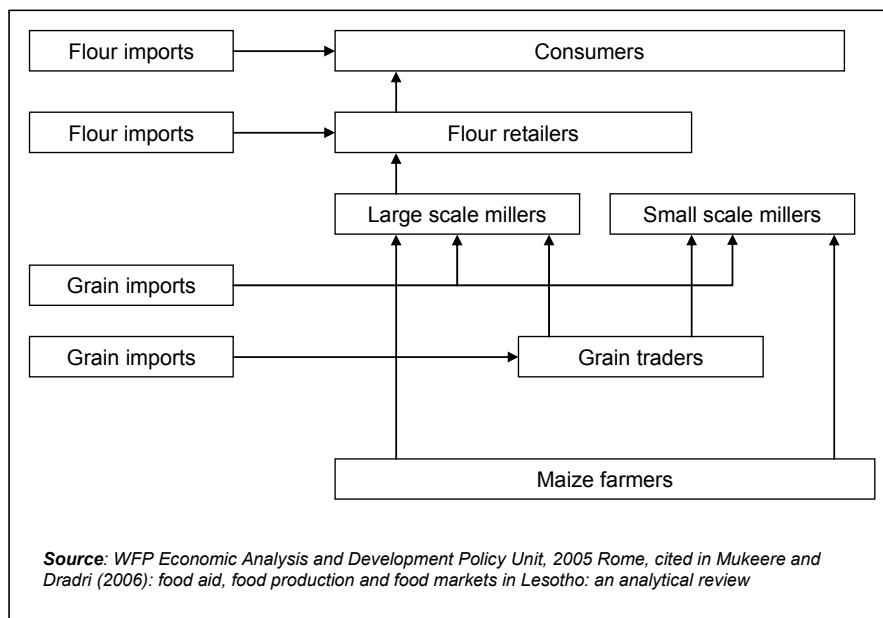 Flour imports
Consumers
Flour imports
Flour retailers
Large scale millers
Small scale millers
Grain imports
Grain imports
Grain traders
Maize farmers
Source: WFP Economic Analysis and Development Policy Unit, 2005 Rome, cited in Mukeere and
Dradri (2006): food aid, food production and food markets in Lesotho: an analytical review